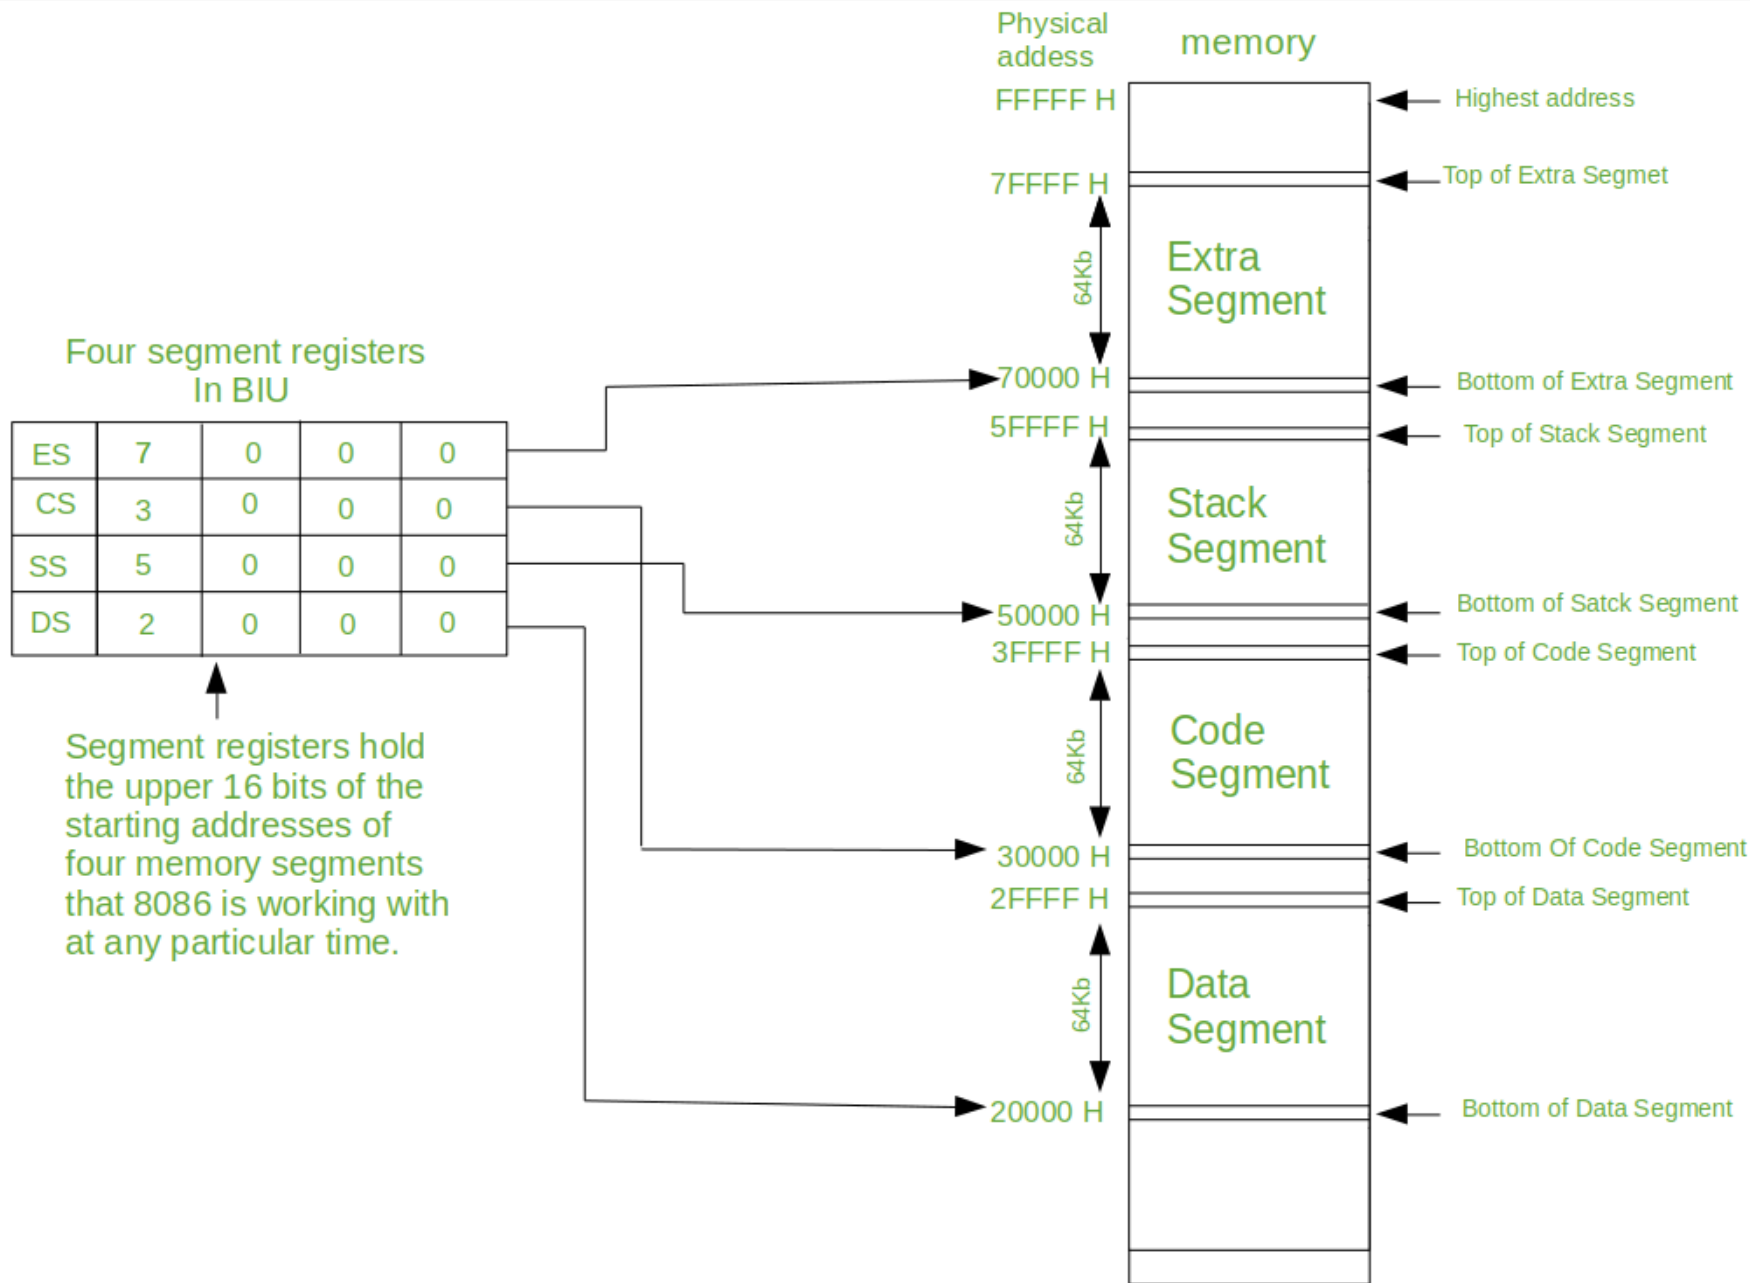 Physical
addess
memory
FFFFF H
Highest address
7FFFF H
Top of Extra Segmet
Extra
Segment
64Kb
Four segment registers
In BIU
70000 H
Bottom of Extra Segment
5FFFF H
Top of Stack Segment
ES 7 0 0 0
CS 3 0 0 0
SS 5 0 0 0
DS 2 0 0 0
Stack
Segment
64Kb
50000 H
Bottom of Satck Segment
3FFFF H
Top of Code Segment
Segment registers hold
the upper 16 bits of the
starting addresses of
four memory segments
that 8086 is working with
at any particular time.
Code
Segment
64Kb
30000 H
Bottom Of Code Segment
2FFFF H
Top of Data Segment
Data
Segment
64Kb
20000 H
Bottom of Data Segment